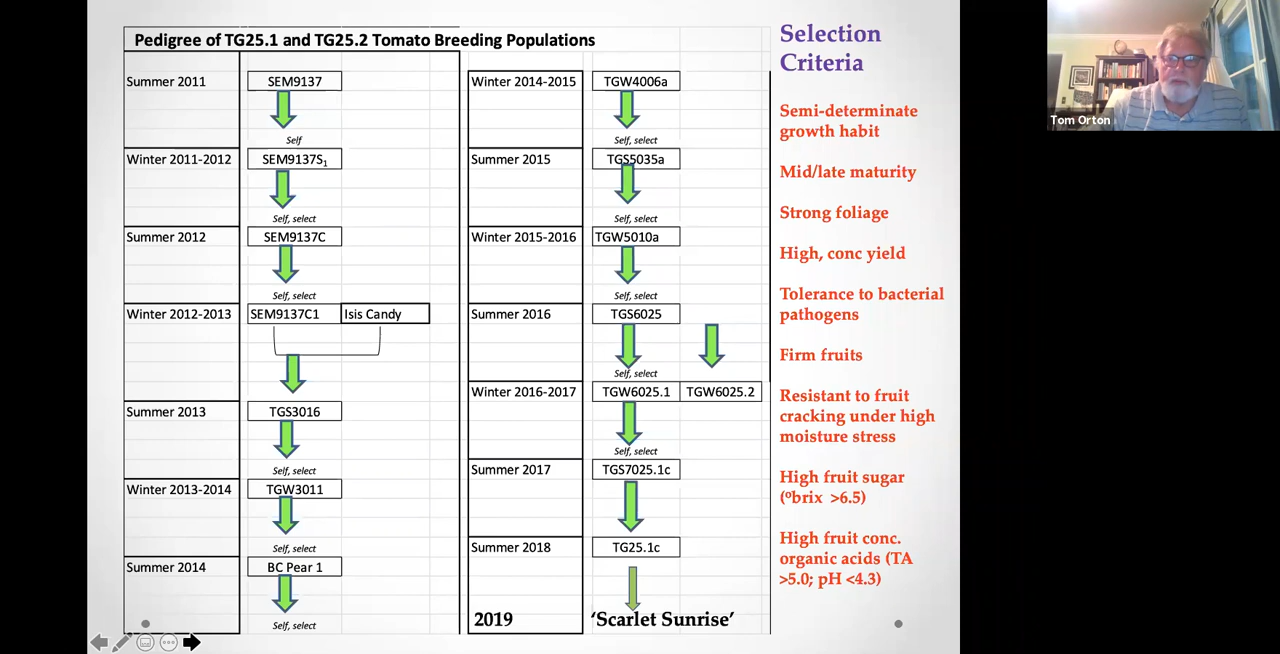 Pedigree of TG25.1 and TG25.2 Tomato Breeding Populations
Summer 2011
SEM9137
Self
Winter 2011-2012
SEM9137S1
Self, select
Summer 2012
SEM9137C
Self, select
Winter 2012-2013
SEM9137C1
Isis Candy
Summer 2013
TGS3016
Self, select
Winter 2013-2014
TGW3011
Self, select
Summer 2014
BC Pear 1
Self, select
Winter 2014-2015
TGW4006a
Self, select
Summer 2015
TGS5035a
Self, select
Winter 2015-2016
TGW5010a
Self, select
Summer 2016
TGS6025
Self, select
Winter 2016-2017
TGW6025.1
TGW6025.2
Self, select
Summer 2017
TGS7025.1c
Summer 2018
TG25.1c
2019
‘Scarlet Sunrise’
Selection
Criteria
Semi-determinate
growth habit
Mid/late maturity
Strong foliage
High, conc yield
Tolerance to bacterial
pathogens
Firm fruits
Resistant to fruit
cracking under high
moisture stress
High fruit sugar
(ºbrix >6.5)
High fruit conc.
organic acids (TA
>5.0; pH <4.3)
Tom Orton